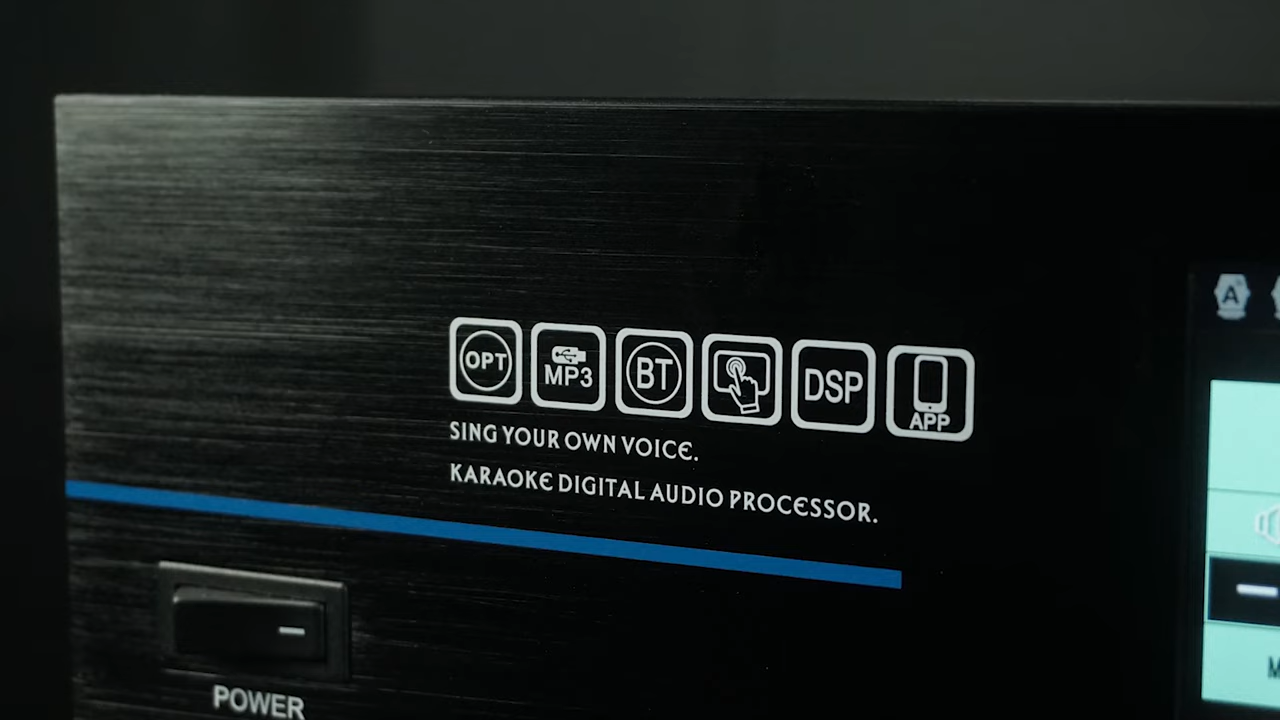 A
OPT MP3 BT DSP APP
SING YOUR OWN VOICE.
KARAOKE DIGITAL AUDIO PROCESSOR.
POWER